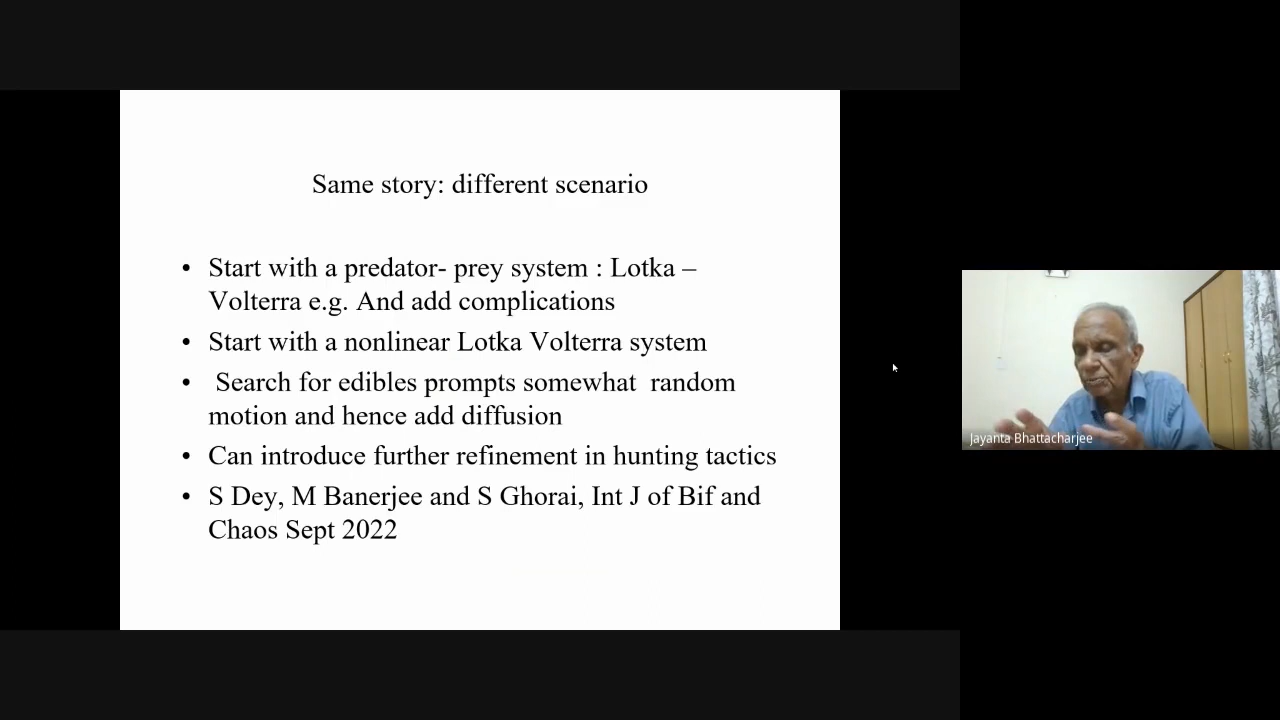 Same story: different scenario
• Start with a predator- prey system : Lotka –
Volterra e.g. And add complications
• Start with a nonlinear Lotka Volterra system
• Search for edibles prompts somewhat random
motion and hence add diffusion
• Can introduce further refinement in hunting tactics
• S Dey, M Banerjee and S Ghorai, Int J of Bif and
Chaos Sept 2022
Jayanta Bhattacharjee